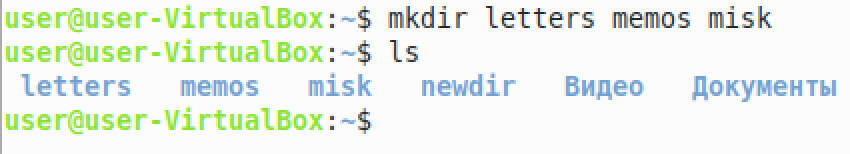 user@user-VirtualBox:~$ mkdir letters memos misk
user@user-VirtualBox:~$ ls
letters memos misk newdir Видео Документы
user@user-VirtualBox:~$